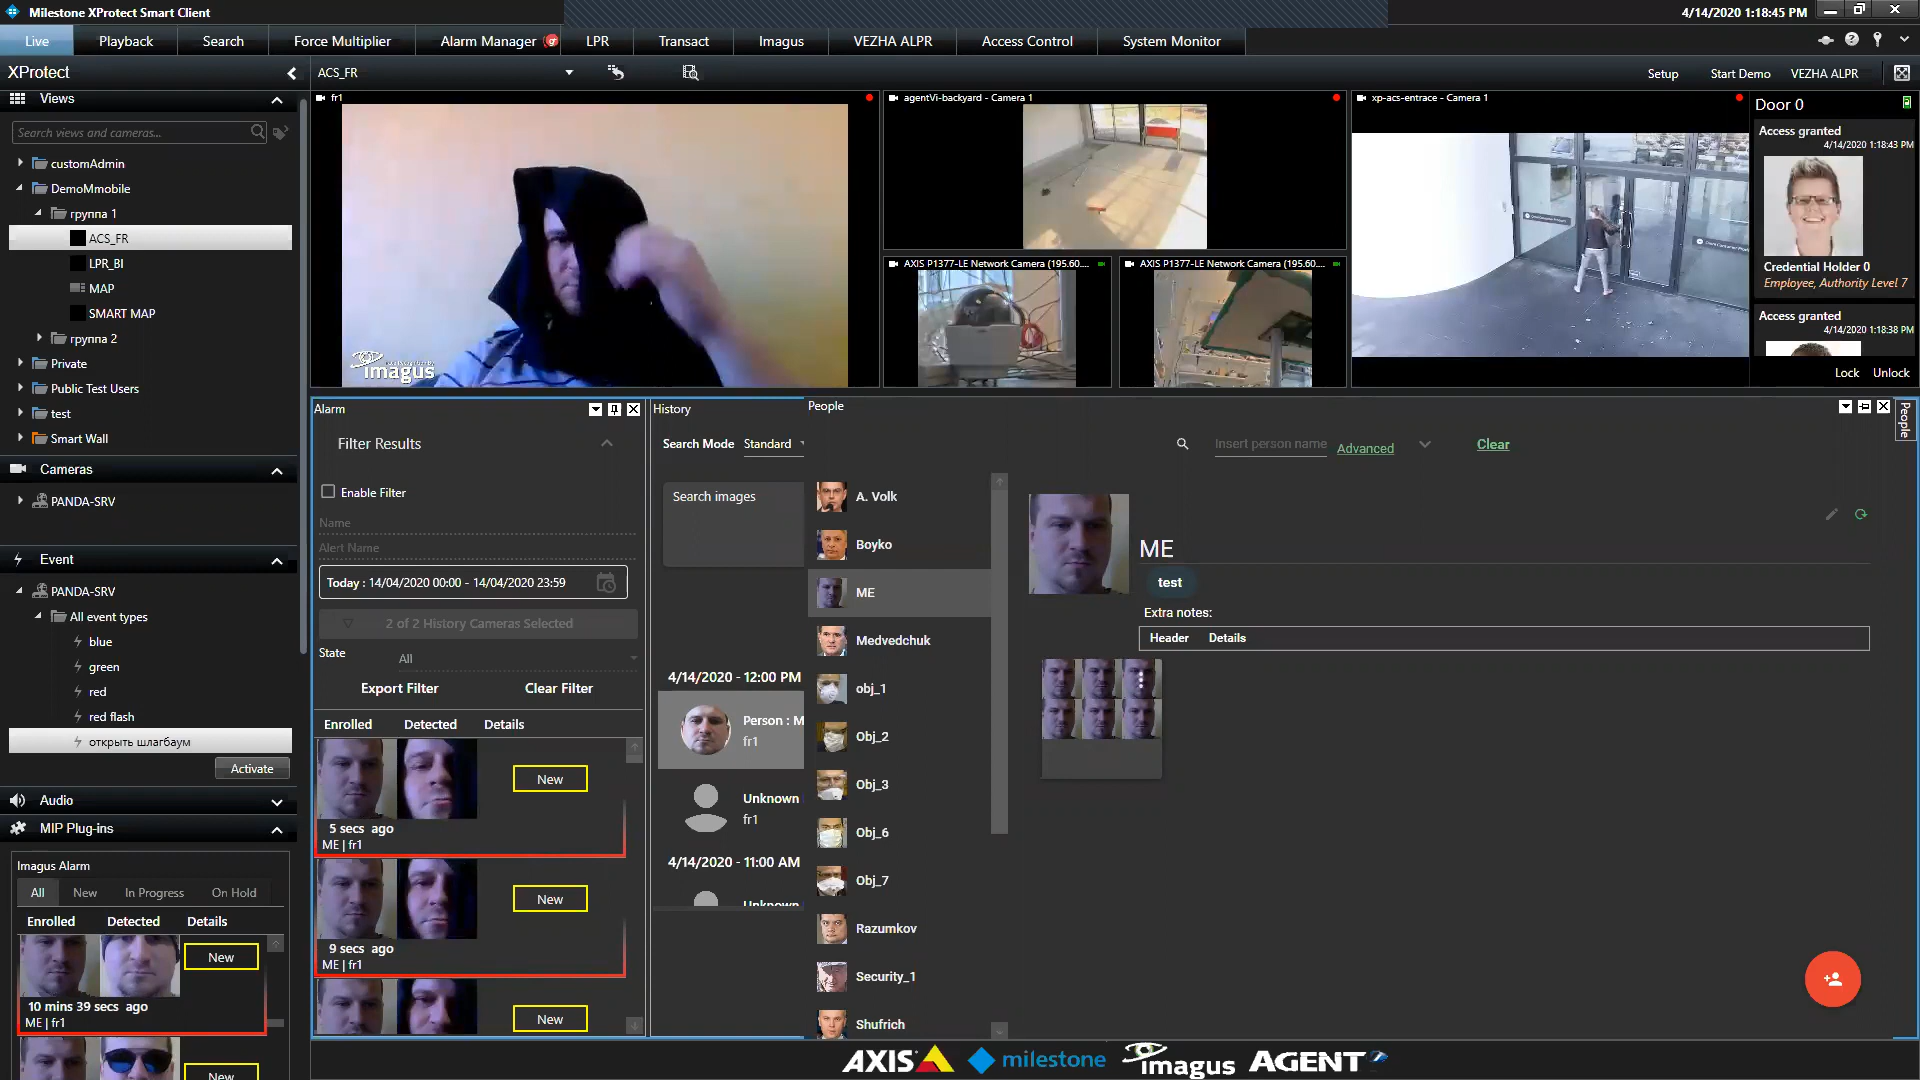 Milestone XProtect Smart Client
4/14/2020 1:18:45 PM
Live
Playback
Search
Force Multiplier
Alarm Manager
LPR
Transact
Imagus
VEZHA ALPR
Access Control
System Monitor
XProtect
ACS_FR
Setup
Start Demo
VEZHA ALPR
Views
Search views and cameras...
customAdmin
DemoMmobile
группа 1
ACS_FR
LPR_BI
MAP
SMART MAP
группа 2
Private
Public Test Users
test
Smart Wall
Cameras
PANDA-SRV
Event
PANDA-SRV
All event types
blue
green
red
red flash
открыть шлагбаум
Activate
Audio
MIP Plug-ins
Imagus Alarm
All
New
In Progress
On Hold
Enrolled
Detected
Details
New
10 mins 39 secs ago
ME | fr1
New
fr1
imagus
agentVi-backyard - Camera 1
AXIS P1377-LE Network Camera (195.60....
AXIS P1377-LE Network Camera (195.60....
xp-acs-entrace - Camera 1
Door 0
Access granted
4/14/2020 1:18:43 PM
Credential Holder 0
Employee, Authority Level 7
Access granted
4/14/2020 1:18:38 PM
Lock
Unlock
Alarm
Filter Results
Enable Filter
Name
Alert Name
Today : 14/04/2020 00:00 - 14/04/2020 23:59
2 of 2 History Cameras Selected
State
All
Export Filter
Clear Filter
Enrolled
Detected
Details
New
5 secs ago
ME | fr1
New
9 secs ago
ME | fr1
New
History
Search Mode
Standard
Search images
4/14/2020 - 12:00 PM
Person : M
fr1
Unknown
fr1
4/14/2020 - 11:00 AM
Unknown
People
A. Volk
Boyko
ME
Medvedchuk
obj_1
Obj_2
Obj_3
Obj_6
Obj_7
Razumkov
Security_1
Shufrich
Insert person name
Advanced
Clear
People
ME
test
Extra notes:
Header
Details
AXIS
milestone
imagus
AGENT